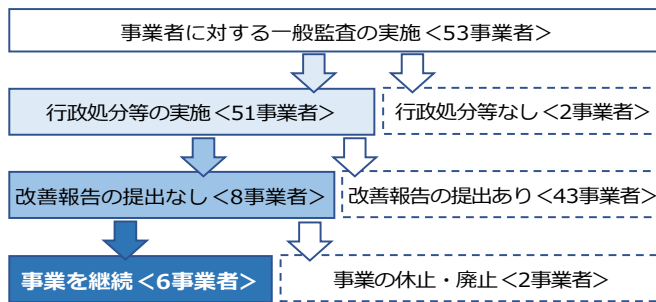 事業者に対する一般監査の実施<53事業者>
行政処分等の実施<51事業者>
行政処分等なし<2事業者>
改善報告の提出なし<8事業者>
改善報告の提出あり<43事業者>
事業を継続<6事業者>
事業の休止・廃止<2事業者>